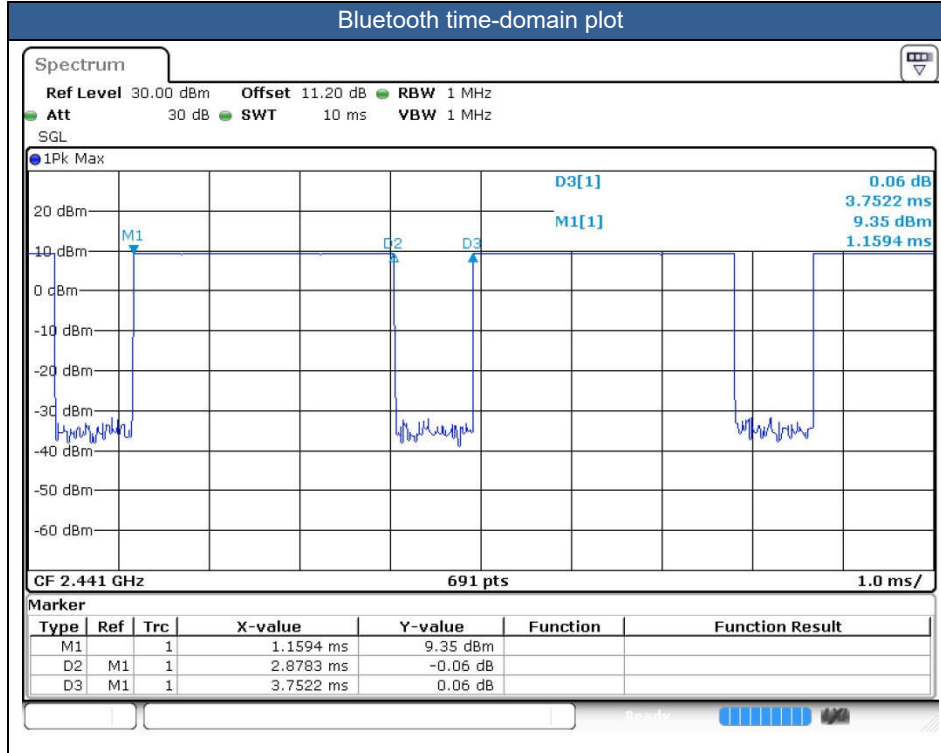 Bluetooth time-domain plot
Spectrum
Ref Level 30.00 dBm Offset 11.20 dB RBW 1 MHz
Att 30 dB SWT 10 ms VBW 1 MHz
SGL
1Pk Max
D3[1] 0.06 dB
3.7522 ms
M1[1] 9.35 dBm
1.1594 ms
20 dBm
M1 D2 D3
10 dBm
0 dBm
-10 dBm
-20 dBm
-30 dBm
-40 dBm
-50 dBm
-60 dBm
CF 2.441 GHz 691 pts 1.0 ms/
Marker
Type Ref Trc X-value Y-value Function Function Result
M1 1 1.1594 ms 9.35 dBm
D2 M1 1 2.8783 ms -0.06 dB
D3 M1 1 3.7522 ms 0.06 dB
Ready